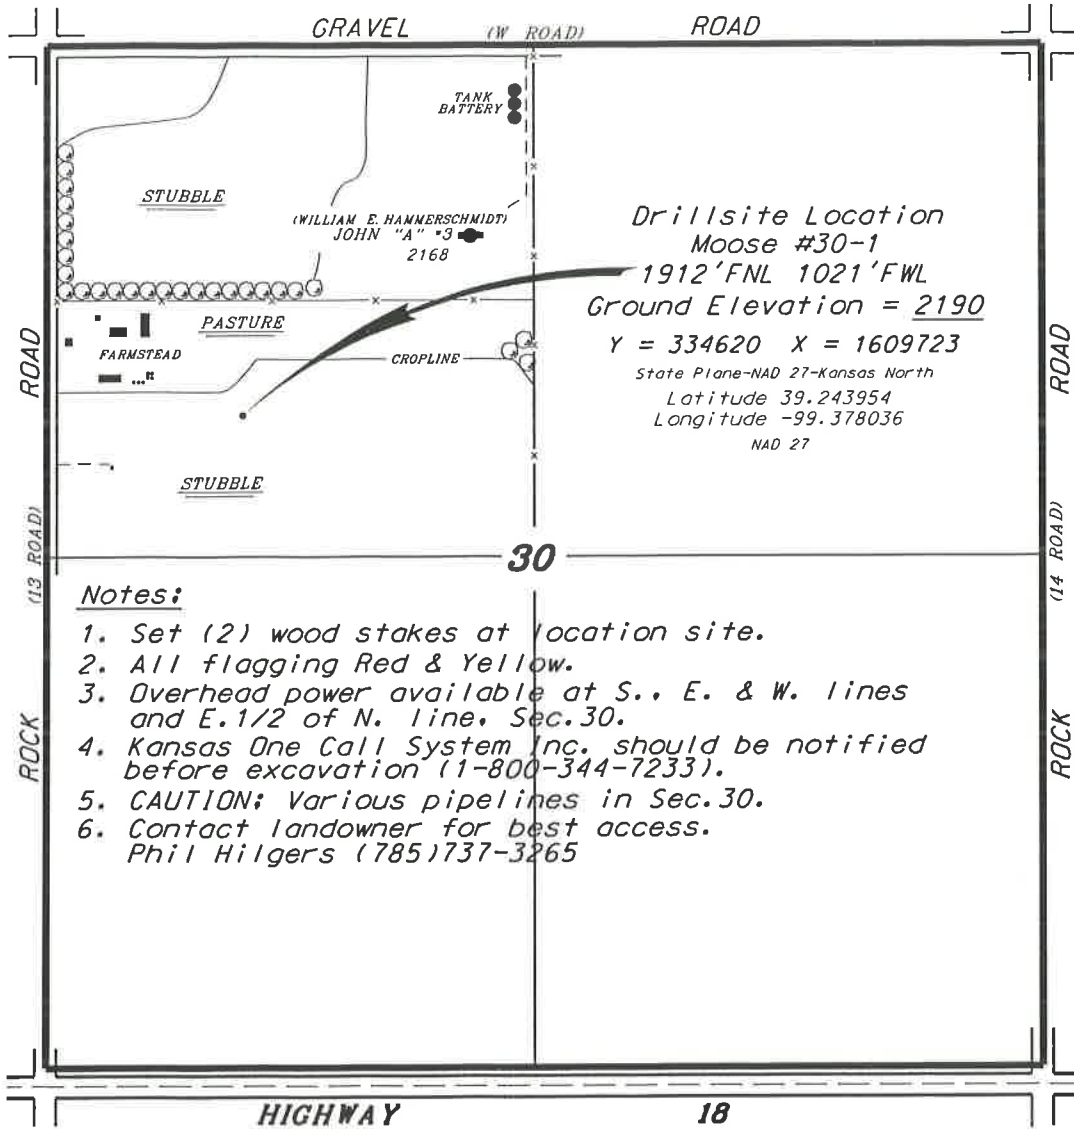 GRAVEL (W ROAD) ROAD
TANK
BATTERY
STUBBLE
(WILLIAM E. HAMMERSCHMIDT)
JOHN "A" #3
2168
Drillsite Location
Moose #30-1
1912'FNL 1021'FWL
Ground Elevation = 2190
Y = 334620 X = 1609723
State Plane-NAD 27-Kansas North
Latitude 39.243954
Longitude -99.378036
NAD 27
PASTURE
FARMSTEAD
CROPLINE
STUBBLE
30
ROCK (13 ROAD) ROAD
ROCK (14 ROAD) ROAD
Notes:
1. Set (2) wood stakes at location site.
2. All flagging Red & Yellow.
3. Overhead power available at S., E. & W. lines
and E.1/2 of N. line, Sec.30.
4. Kansas One Call System Inc. should be notified
before excavation (1-800-344-7233).
5. CAUTION: Various pipelines in Sec.30.
6. Contact landowner for best access.
Phil Hilgers (785)737-3265
HIGHWAY 18